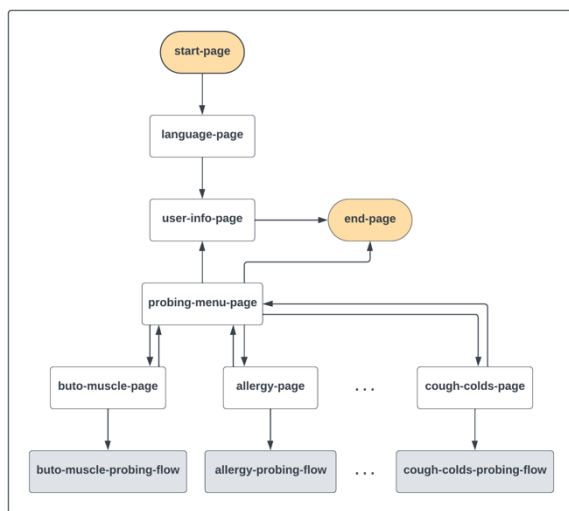 start-page
language-page
user-info-page
end-page
probing-menu-page
buto-muscle-page
allergy-page
...
cough-colds-page
buto-muscle-probing-flow
allergy-probing-flow
...
cough-colds-probing-flow